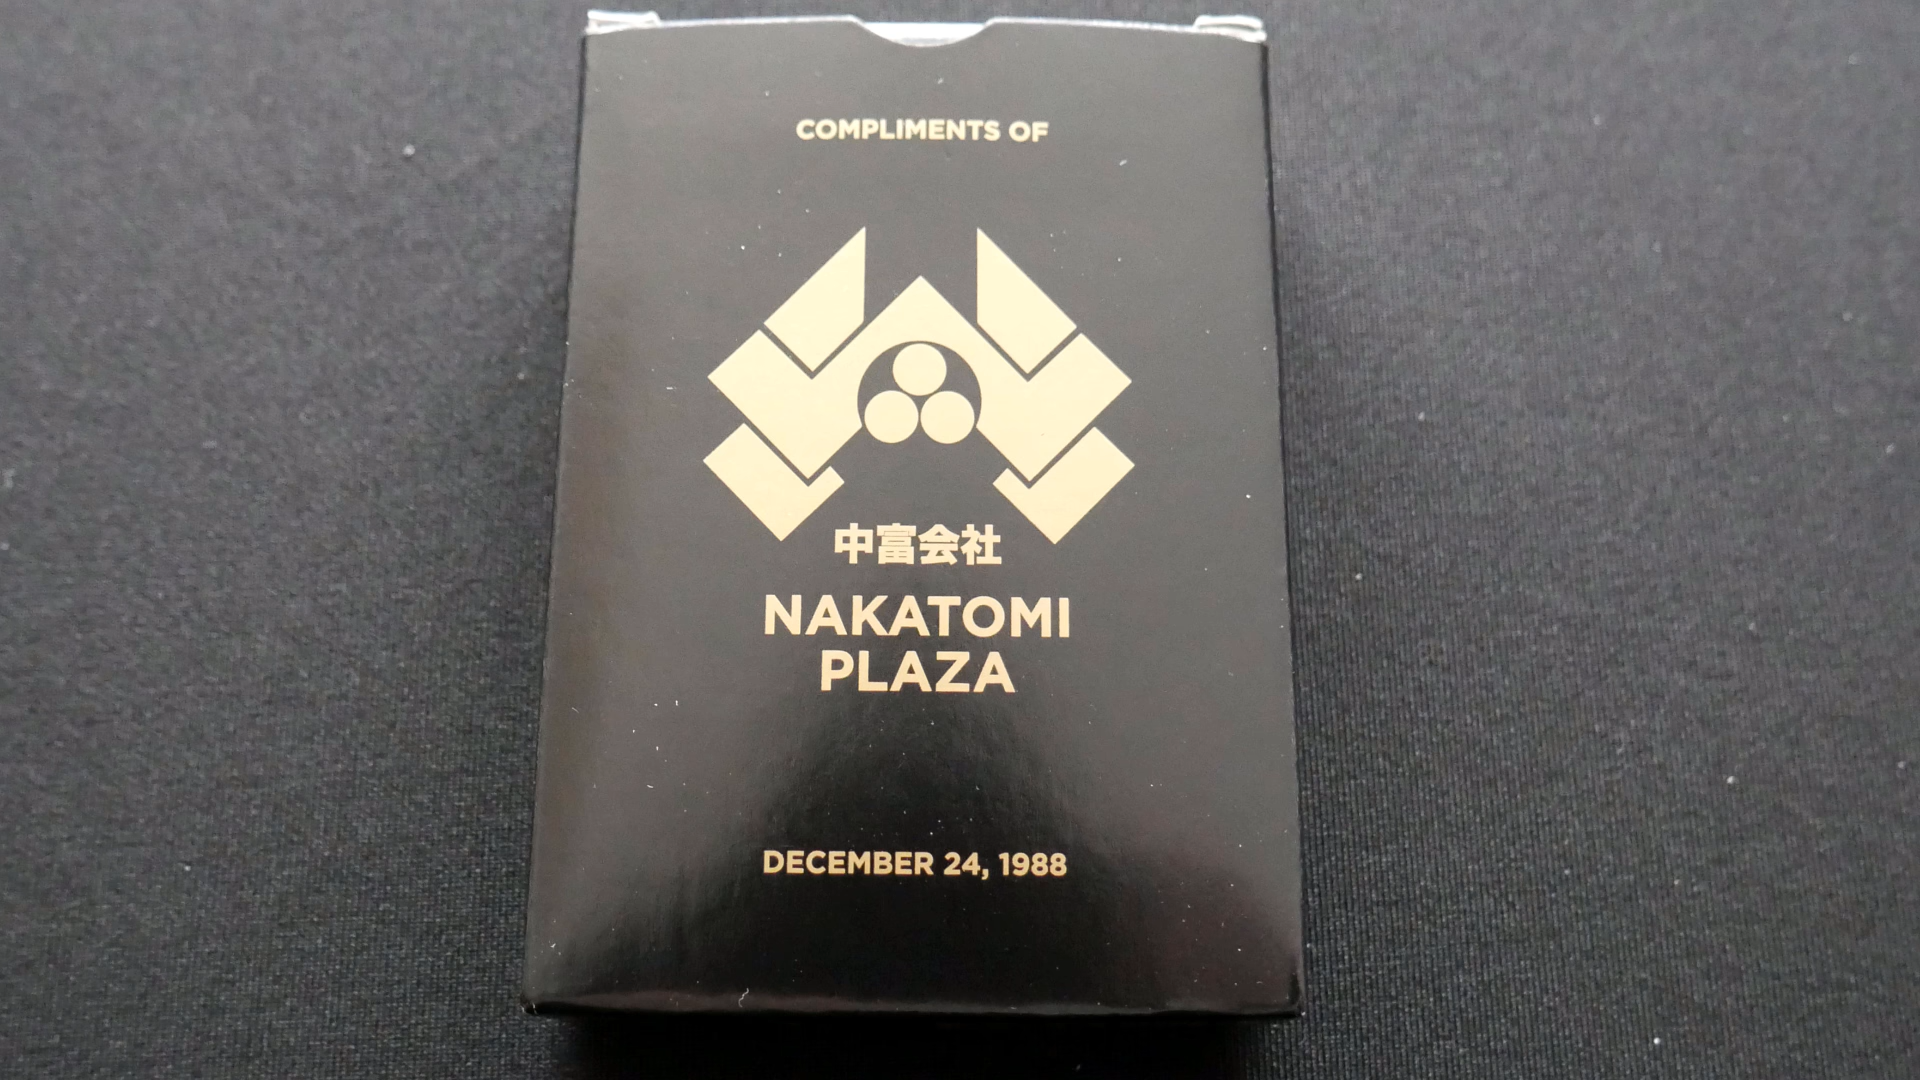 COMPLIMENTS OF
中富会社
NAKATOMI
PLAZA
DECEMBER 24, 1988